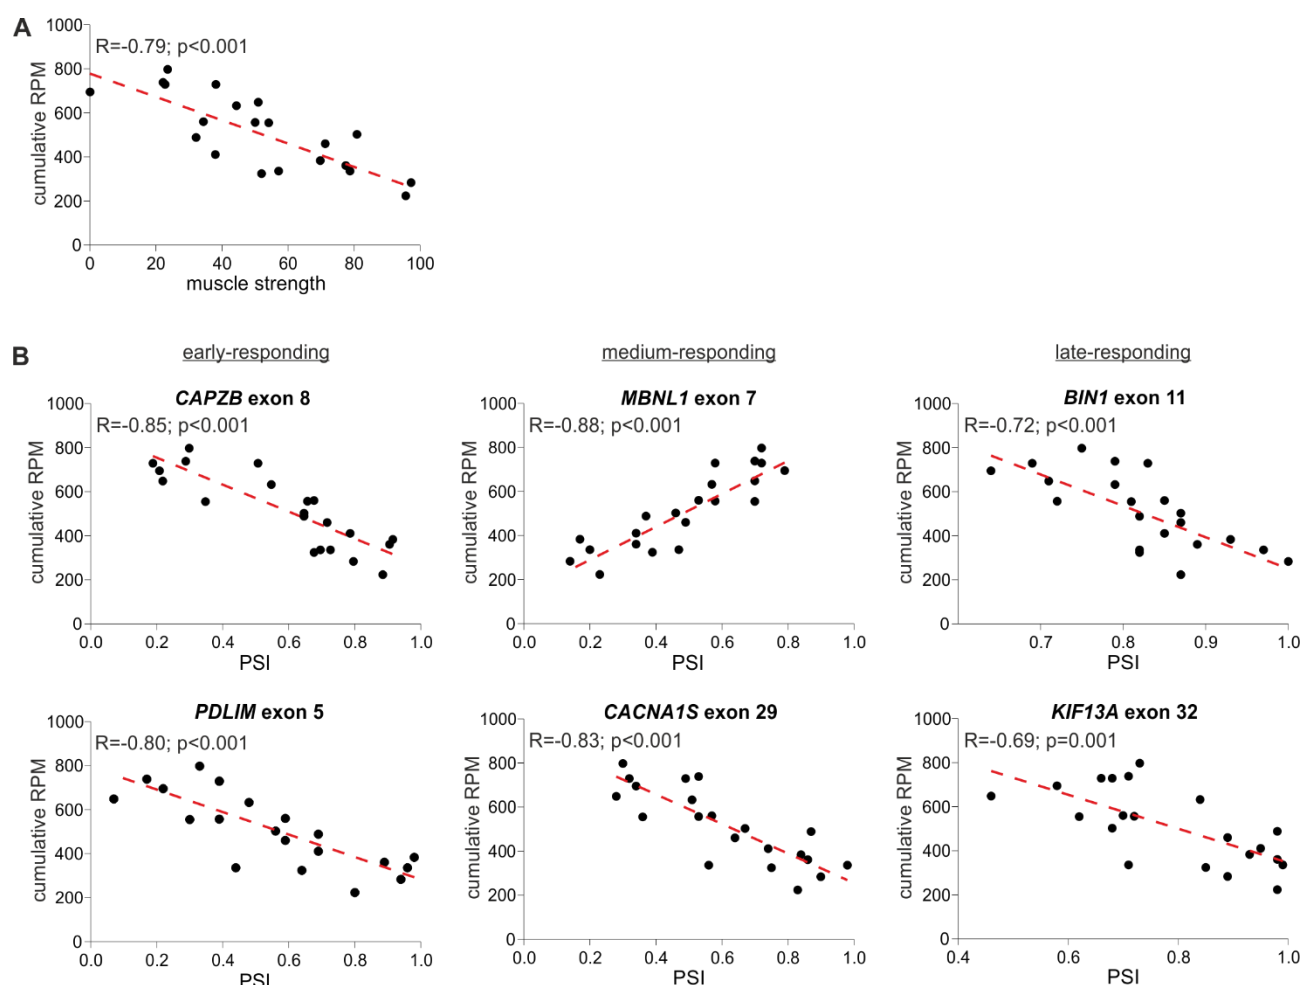 A
R=-0.79; p<0.001
cumulative RPM
1000
800
600
400
200
0
0 20 40 60 80 100
muscle strength
B
early-responding medium-responding late-responding
CAPZB exon 8
R=-0.85; p<0.001
cumulative RPM
1000
800
600
400
200
0
0.0 0.2 0.4 0.6 0.8 1.0
PSI
MBNL1 exon 7
R=-0.88; p<0.001
cumulative RPM
1000
800
600
400
200
0
0.0 0.2 0.4 0.6 0.8 1.0
PSI
BIN1 exon 11
R=-0.72; p<0.001
cumulative RPM
1000
800
600
400
200
0
0.7 0.8 0.9 1.0
PSI
PDLIM exon 5
R=-0.80; p<0.001
cumulative RPM
1000
800
600
400
200
0
0.0 0.2 0.4 0.6 0.8 1.0
PSI
CACNA1S exon 29
R=-0.83; p<0.001
cumulative RPM
1000
800
600
400
200
0
0.0 0.2 0.4 0.6 0.8 1.0
PSI
KIF13A exon 32
R=-0.69; p=0.001
cumulative RPM
1000
800
600
400
200
0
0.4 0.6 0.8 1.0
PSI